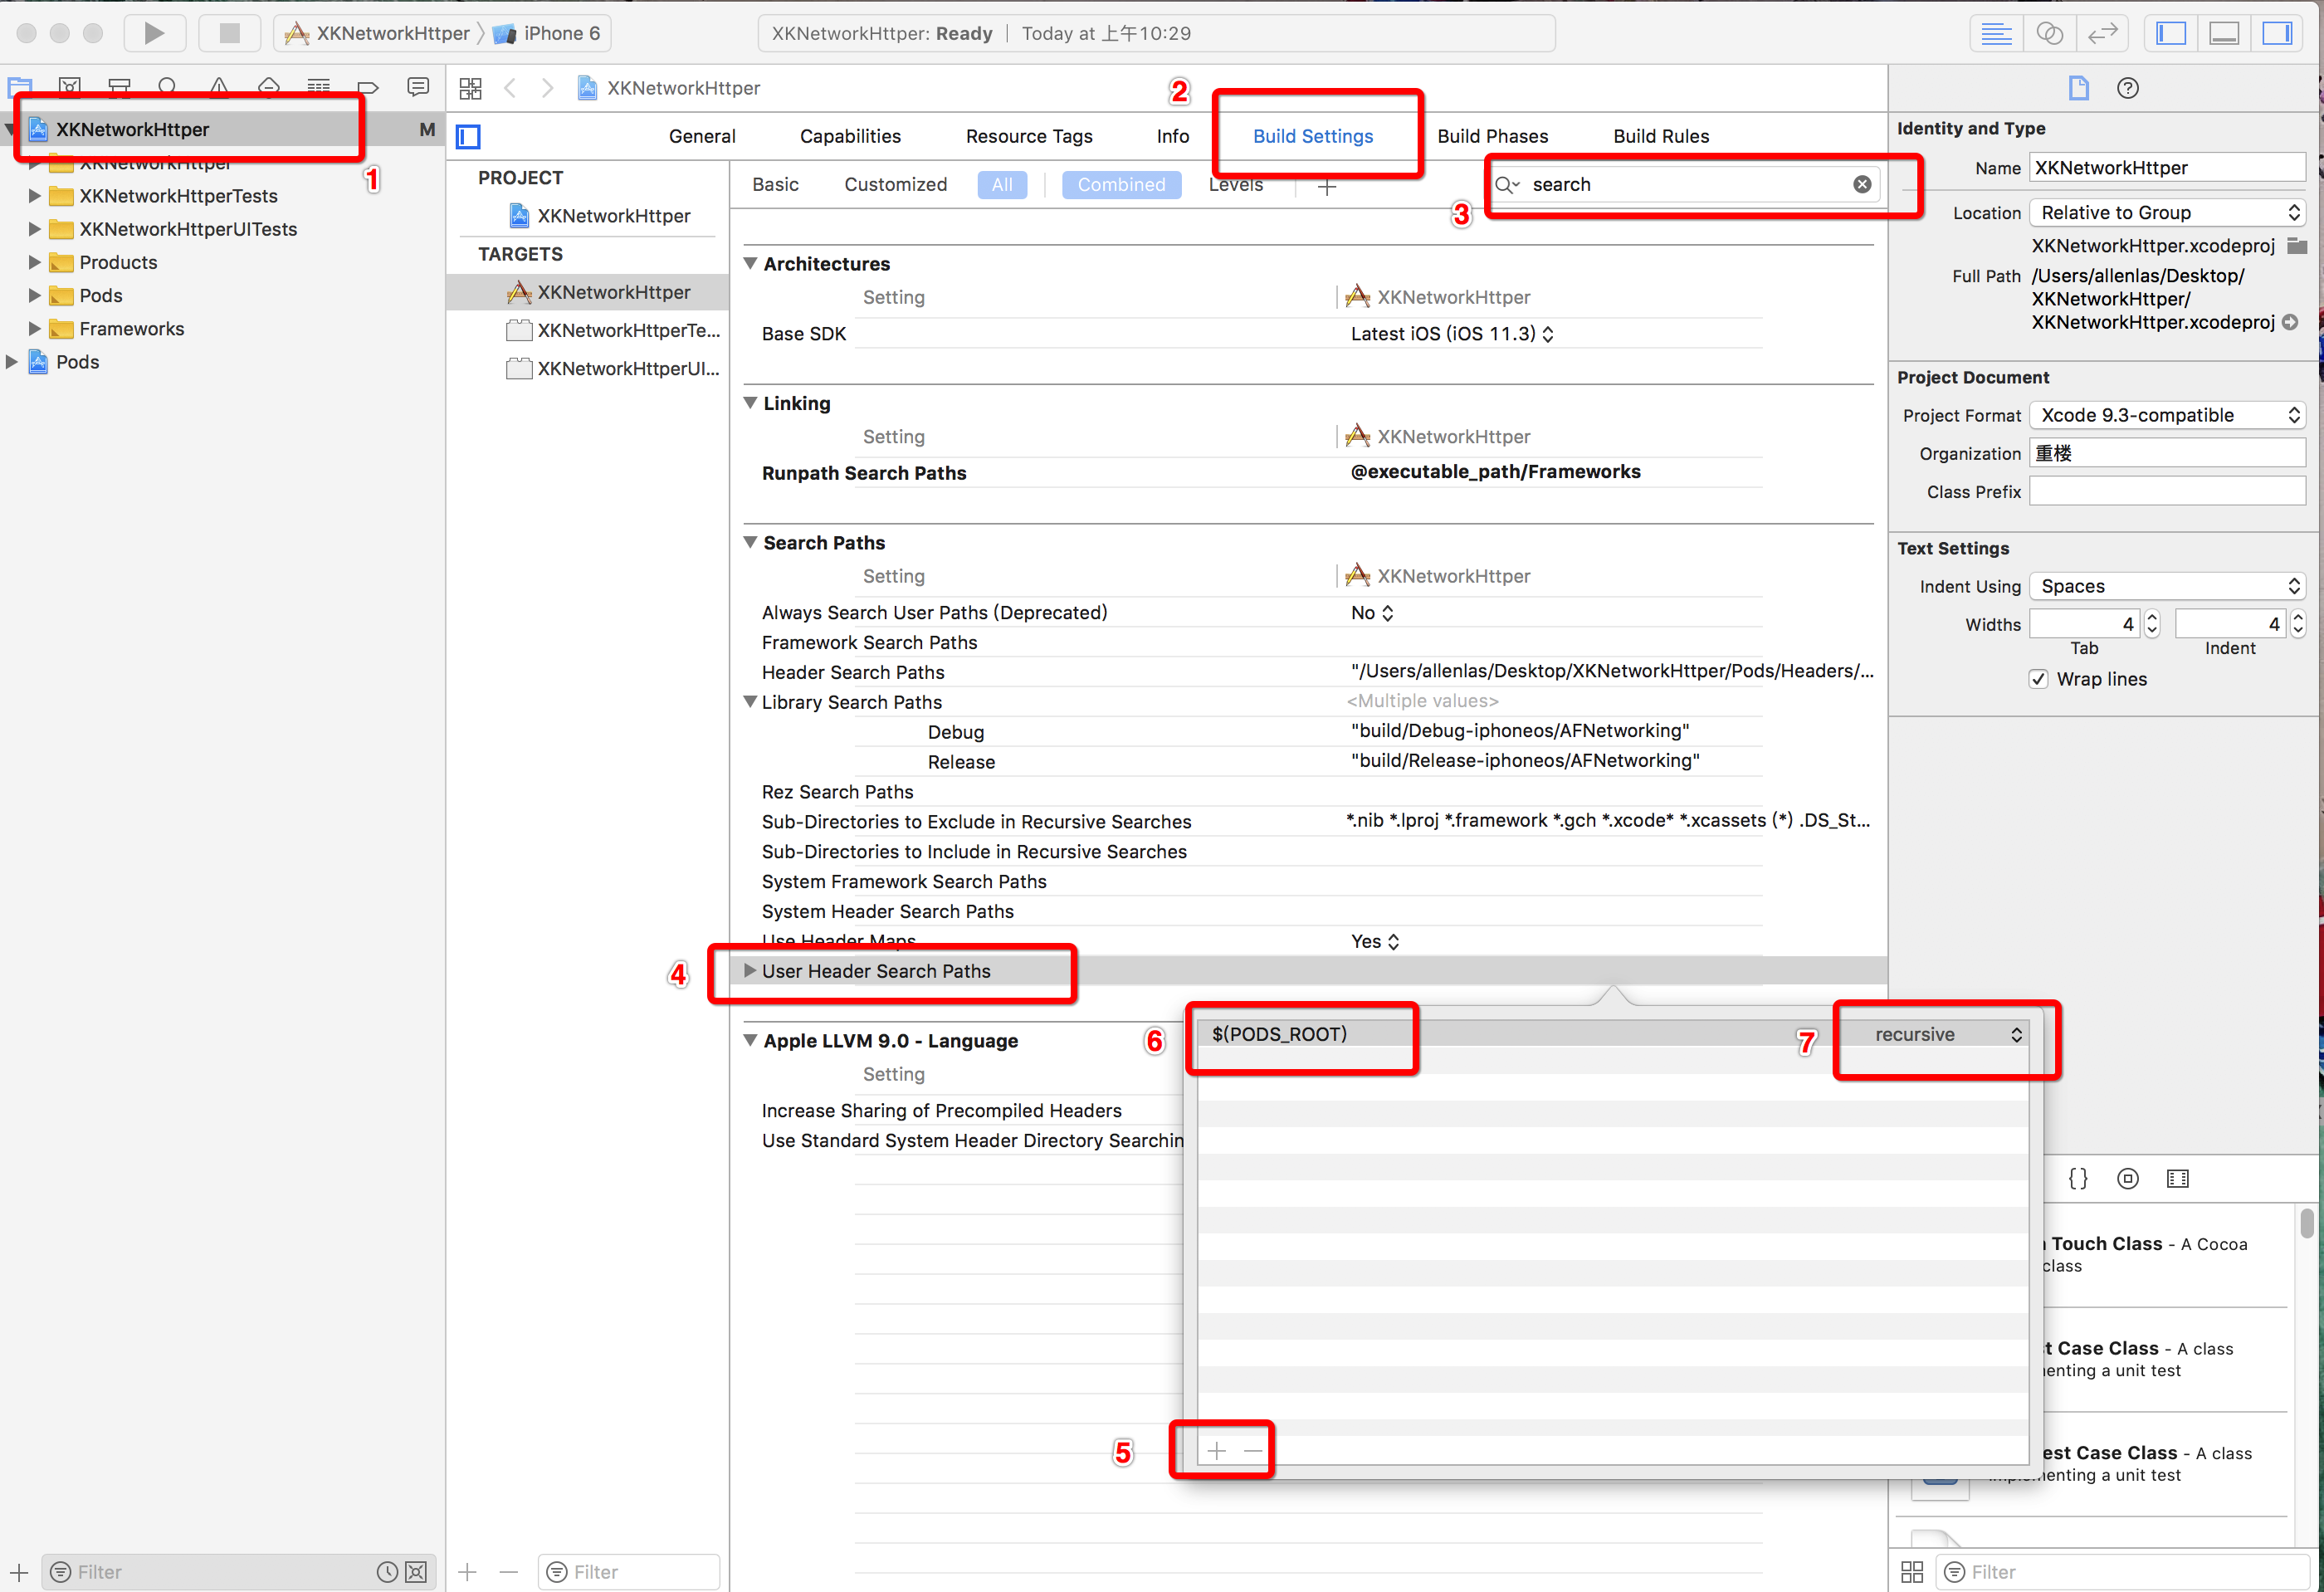 XKNetworkHttper 〉 iPhone 6
XKNetworkHttper: Ready | Today at 上午10:29
XKNetworkHttper M
1
XKNetworkHttper
XKNetworkHttperTests
XKNetworkHttperUITests
Products
Pods
Frameworks
Pods
Filter
XKNetworkHttper
2
General Capabilities Resource Tags Info Build Settings Build Phases Build Rules
PROJECT
XKNetworkHttper
TARGETS
XKNetworkHttper
XKNetworkHttperTe...
XKNetworkHttperUI...
Filter
Basic Customized All Combined Levels
search
3
Architectures
Setting XKNetworkHttper
Base SDK Latest iOS (iOS 11.3)
Linking
Setting XKNetworkHttper
Runpath Search Paths @executable_path/Frameworks
Search Paths
Setting XKNetworkHttper
Always Search User Paths (Deprecated) No
Framework Search Paths
Header Search Paths "/Users/allenlas/Desktop/XKNetworkHttper/Pods/Headers/...
Library Search Paths <Multiple values>
Debug "build/Debug-iphoneos/AFNetworking"
Release "build/Release-iphoneos/AFNetworking"
Rez Search Paths
Sub-Directories to Exclude in Recursive Searches *.nib *.lproj *.framework *.gch *.xcode* *.xcassets (*) .DS_St...
Sub-Directories to Include in Recursive Searches
System Framework Search Paths
System Header Search Paths
Use Header Maps Yes
4 User Header Search Paths
Apple LLVM 9.0 - Language
Setting
Increase Sharing of Precompiled Headers
Use Standard System Header Directory Searchin
6 $(PODS_ROOT) 7 recursive
5
Identity and Type
Name XKNetworkHttper
Location Relative to Group
XKNetworkHttper.xcodeproj
Full Path /Users/allenlas/Desktop/
XKNetworkHttper/
XKNetworkHttper.xcodeproj
Project Document
Project Format Xcode 9.3-compatible
Organization 重楼
Class Prefix
Text Settings
Indent Using Spaces
Widths 4 4
Tab Indent
Wrap lines
{}
Touch Class - A Cocoa
class
Case Class - A class
enting a unit test
Case Class - A class
enting a unit test
Filter